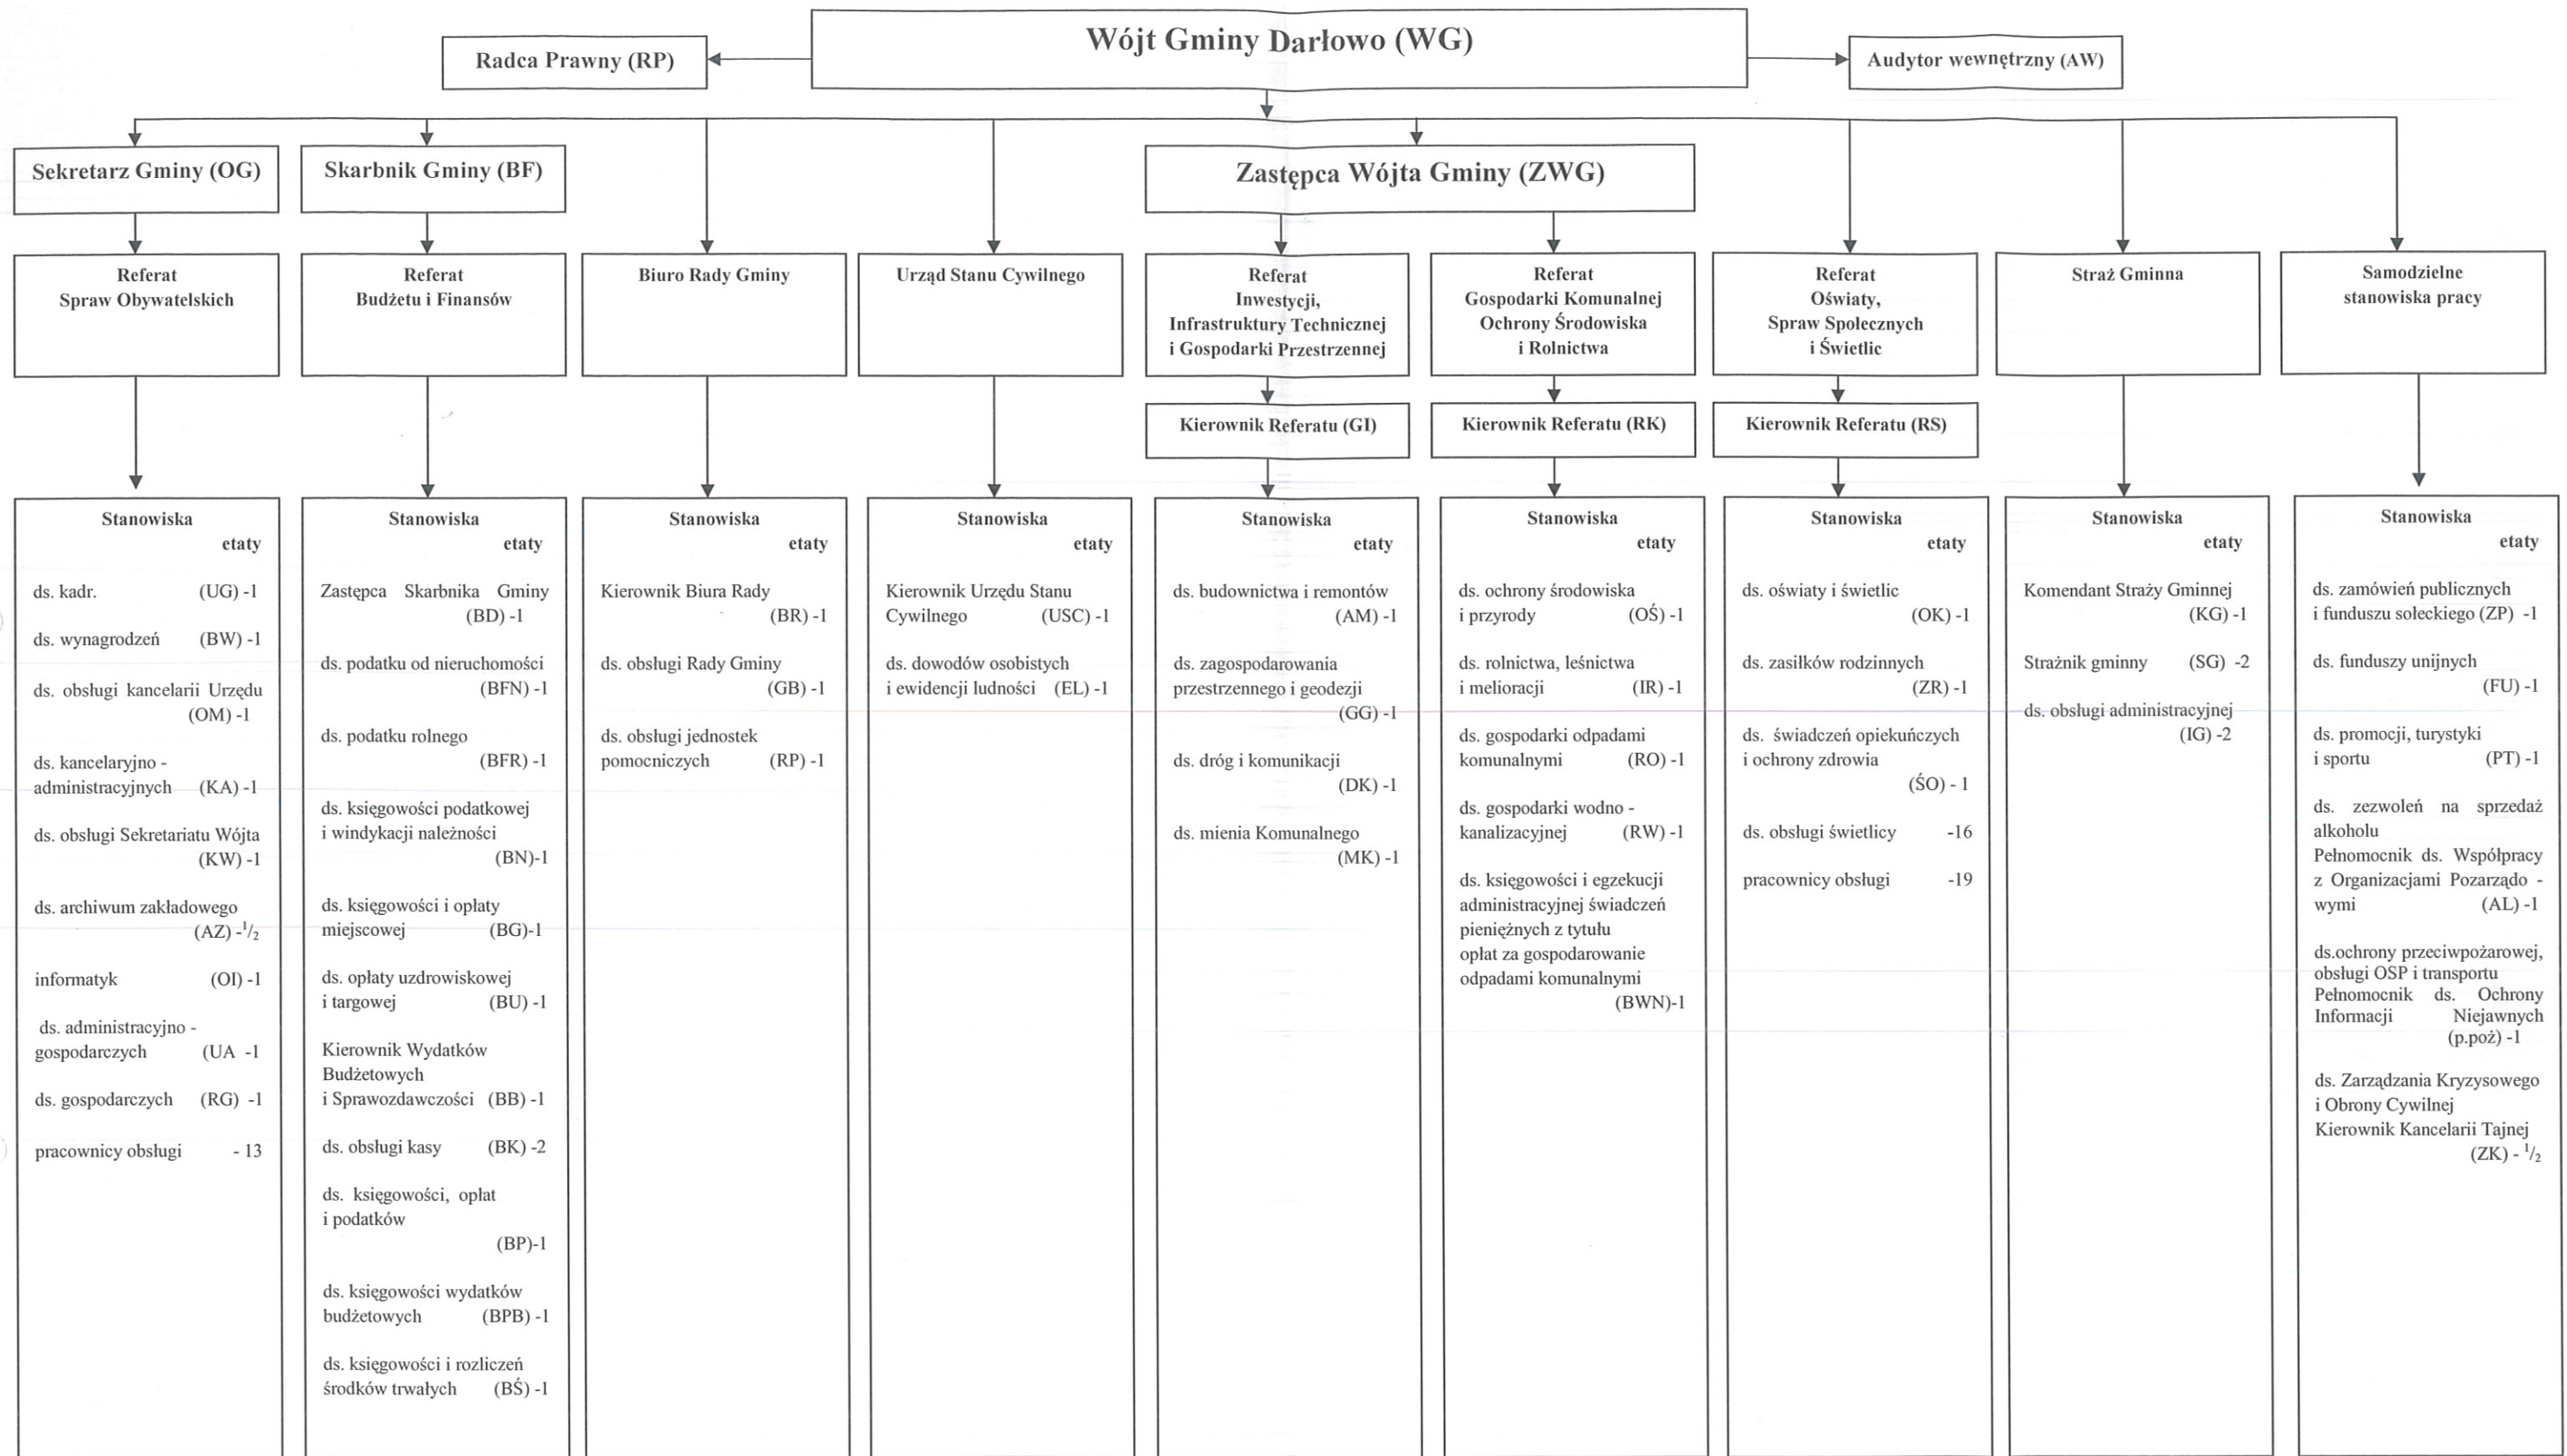 Wójt Gminy Darłowo (WG)
Radca Prawny (RP)
Audytor wewnętrzny (AW)
Sekretarz Gminy (OG)
Skarbnik Gminy (BF)
Zastępca Wójta Gminy (ZWG)
Referat
Spraw Obywatelskich
Referat
Budżetu i Finansów
Biuro Rady Gminy
Urząd Stanu Cywilnego
Referat
Inwestycji,
Infrastruktury Technicznej
i Gospodarki Przestrzennej
Referat
Gospodarki Komunalnej
Ochrony Środowiska
i Rolnictwa
Referat
Oświaty,
Spraw Społecznych
i Świetlic
Straż Gminna
Samodzielne
stanowiska pracy
Kierownik Referatu (GI)
Kierownik Referatu (RK)
Kierownik Referatu (RS)
Stanowiska
etaty
ds. kadr. (UG) -1
ds. wynagrodzeń (BW) -1
ds. obsługi kancelarii Urzędu
(OM) -1
ds. kancelaryjno -
administracyjnych (KA) -1
ds. obsługi Sekretariatu Wójta
(KW) -1
ds. archiwum zakładowego
(AZ) -1/2
informatyk (OI) -1
ds. administracyjno -
gospodarczych (UA -1
ds. gospodarczych (RG) -1
pracownicy obsługi - 13
Stanowiska
etaty
Zastępca Skarbnika Gminy
(BD) -1
ds. podatku od nieruchomości
(BFN) -1
ds. podatku rolnego
(BFR) -1
ds. księgowości podatkowej
i windykacji należności
(BN)-1
ds. księgowości i opłaty
miejscowej (BG)-1
ds. opłaty uzdrowiskowej
i targowej (BU) -1
Kierownik Wydatków
Budżetowych
i Sprawozdawczości (BB) -1
ds. obsługi kasy (BK) -2
ds. księgowości, opłat
i podatków
(BP)-1
ds. księgowości wydatków
budżetowych (BPB) -1
ds. księgowości i rozliczeń
środków trwałych (BŚ) -1
Stanowiska
etaty
Kierownik Biura Rady
(BR) -1
ds. obsługi Rady Gminy
(GB) -1
ds. obsługi jednostek
pomocniczych (RP) -1
Stanowiska
etaty
Kierownik Urzędu Stanu
Cywilnego (USC) -1
ds. dowodów osobistych
i ewidencji ludności (EL) -1
Stanowiska
etaty
ds. budownictwa i remontów
(AM) -1
ds. zagospodarowania
przestrzennego i geodezji
(GG) -1
ds. dróg i komunikacji
(DK) -1
ds. mienia Komunalnego
(MK) -1
Stanowiska
etaty
ds. ochrony środowiska
i przyrody (OŚ) -1
ds. rolnictwa, leśnictwa
i melioracji (IR) -1
ds. gospodarki odpadami
komunalnymi (RO) -1
ds. gospodarki wodno -
kanalizacyjnej (RW) -1
ds. księgowości i egzekucji
administracyjnej świadczeń
pieniężnych z tytułu
opłat za gospodarowanie
odpadami komunalnymi
(BWN)-1
Stanowiska
etaty
ds. oświaty i świetlic
(OK) -1
ds. zasiłków rodzinnych
(ZR) -1
ds. świadczeń opiekuńczych
i ochrony zdrowia
(ŚO) - 1
ds. obsługi świetlicy -16
pracownicy obsługi -19
Stanowiska
etaty
Komendant Straży Gminnej
(KG) -1
Strażnik gminny (SG) -2
ds. obsługi administracyjnej
(IG) -2
Stanowiska
etaty
ds. zamówień publicznych
i funduszu sołeckiego (ZP) -1
ds. funduszy unijnych
(FU) -1
ds. promocji, turystyki
i sportu (PT) -1
ds. zezwoleń na sprzedaż
alkoholu
Pełnomocnik ds. Współpracy
z Organizacjami Pozarządo -
wymi (AL) -1
ds.ochrony przeciwpożarowej,
obsługi OSP i transportu
Pełnomocnik ds. Ochrony
Informacji Niejawnych
(p.poż) -1
ds. Zarządzania Kryzysowego
i Obrony Cywilnej
Kierownik Kancelarii Tajnej
(ZK) - 1/2